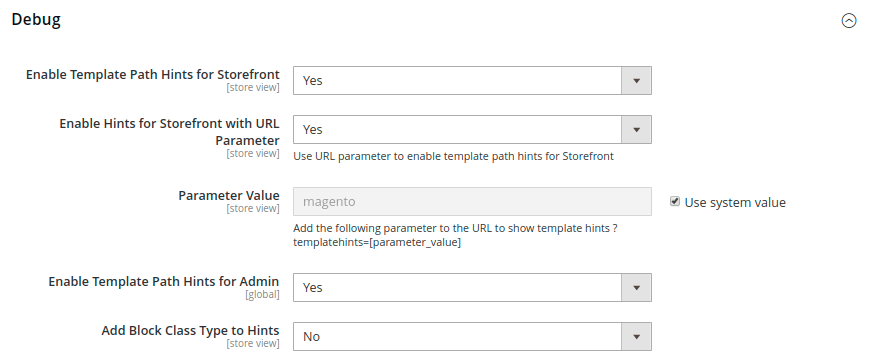 Debug
Enable Template Path Hints for Storefront
[store view]
Yes
Enable Hints for Storefront with URL
Parameter
[store view]
Yes
Use URL parameter to enable template path hints for Storefront
Parameter Value
[store view]
magento
Use system value
Add the following parameter to the URL to show template hints ?
templatehints=[parameter_value]
Enable Template Path Hints for Admin
[global]
Yes
Add Block Class Type to Hints
[store view]
No